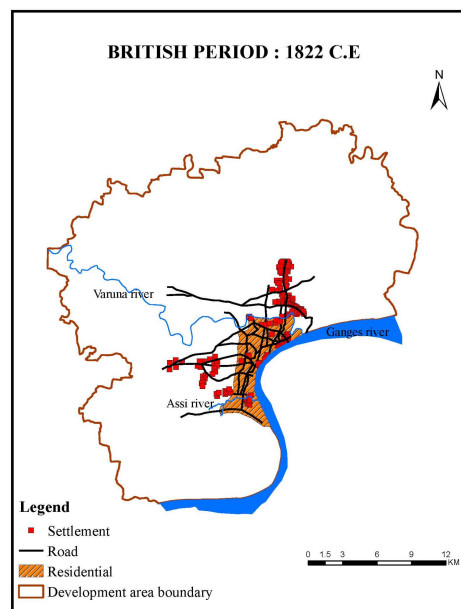 BRITISH PERIOD : 1822 C.E
N
Varuna river
Ganges river
Assi river
Legend
Settlement
Road
Residential
Development area boundary
0 1.5 3 6 9 12
KM